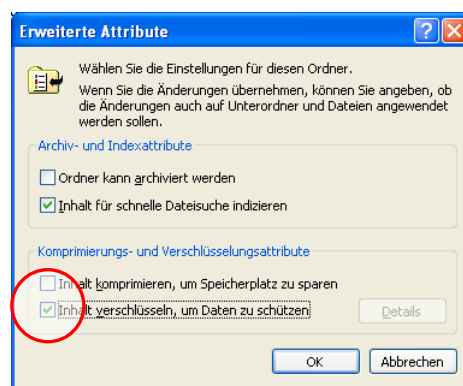 Erweiterte Attribute
Wählen Sie die Einstellungen für diesen Ordner.
Wenn Sie die Änderungen übernehmen, können Sie angeben, ob
die Änderungen auch auf Unterordner und Dateien angewendet
werden sollen.
Archiv- und Indexattribute
Ordner kann archiviert werden
Inhalt für schnelle Dateisuche indizieren
Komprimierungs- und Verschlüsselungsattribute
Inhalt komprimieren, um Speicherplatz zu sparen
Inhalt verschlüsseln, um Daten zu schützen
Details
OK
Abbrechen